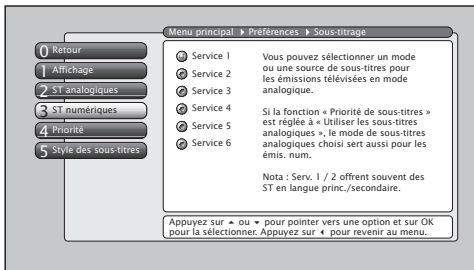 Menu principal ▸ Préférences ▸ Sous-titrage
0 Retour
1 Affichage
2 ST analogiques
3 ST numériques
4 Priorité
5 Style des sous-titres
Service 1
Service 2
Service 3
Service 4
Service 5
Service 6
Vous pouvez sélectionner un mode
ou une source de sous-titres pour
les émissions télévisées en mode
analogique.
Si la fonction « Priorité de sous-titres »
est réglée à « Utiliser les sous-titres
analogiques », le mode de sous-titres
analogiques choisi sert aussi pour les
émis. num.
Nota : Serv. 1 / 2 offrent souvent des
ST en langue princ./secondaire.
Appuyez sur ▴ ou ▾ pour pointer vers une option et sur OK
pour la sélectionner. Appuyez sur ◂ pour revenir au menu.